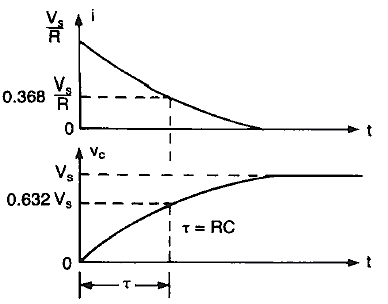 Vs/R i
0.368 Vs/R
0 t
Vs vc
0.632 Vs
τ = RC
0 t
τ